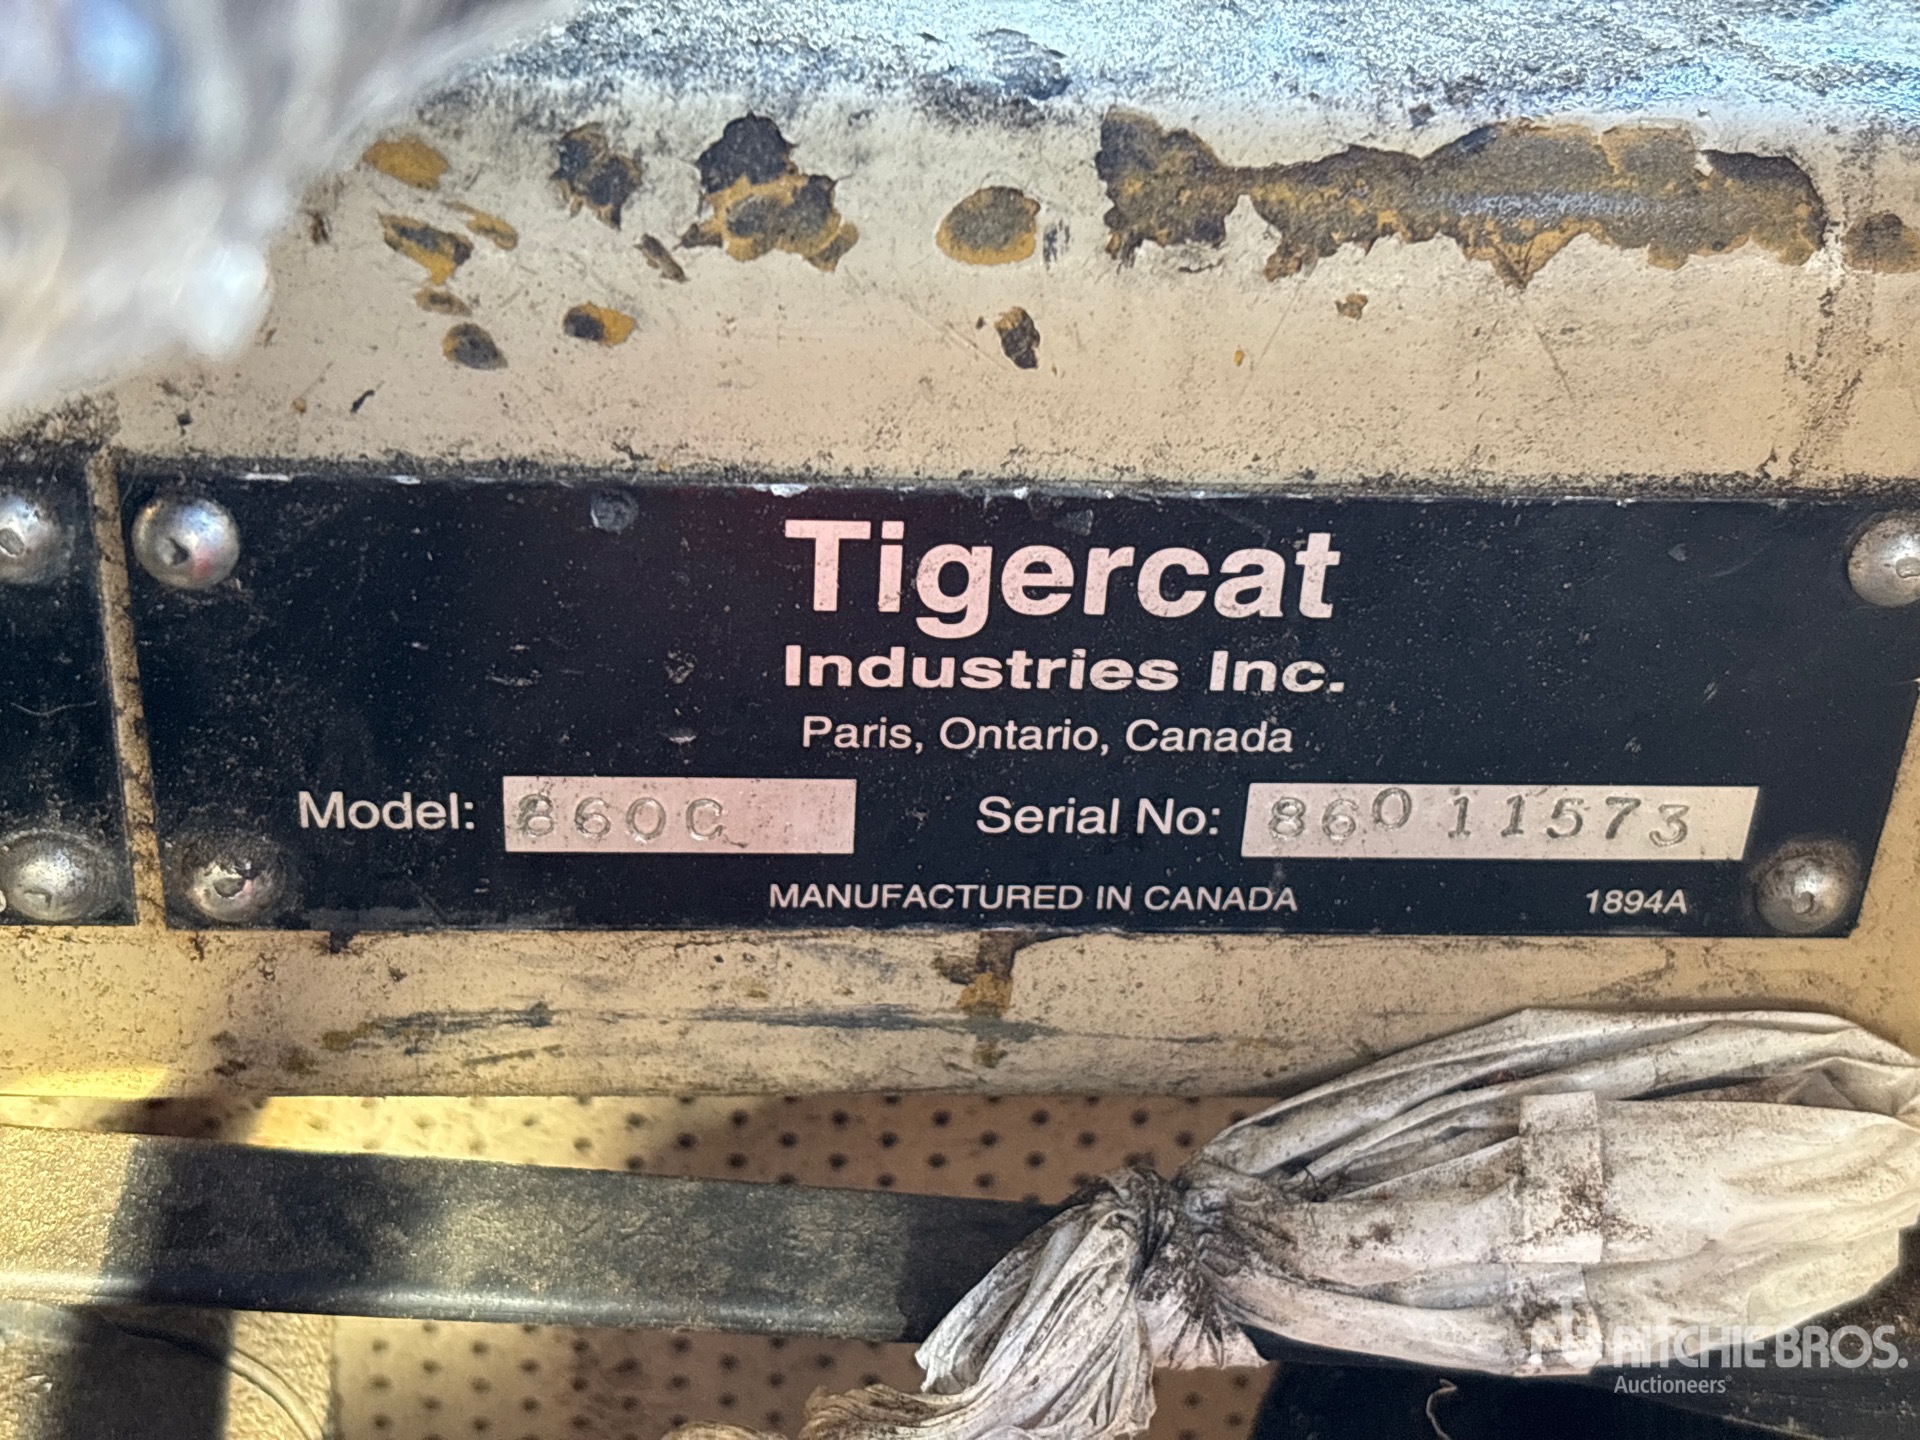 Tigercat
Industries Inc.
Paris, Ontario, Canada
Model: 860C Serial No: 86011573
MANUFACTURED IN CANADA 1894A
RITCHIE BROS.
Auctioneers